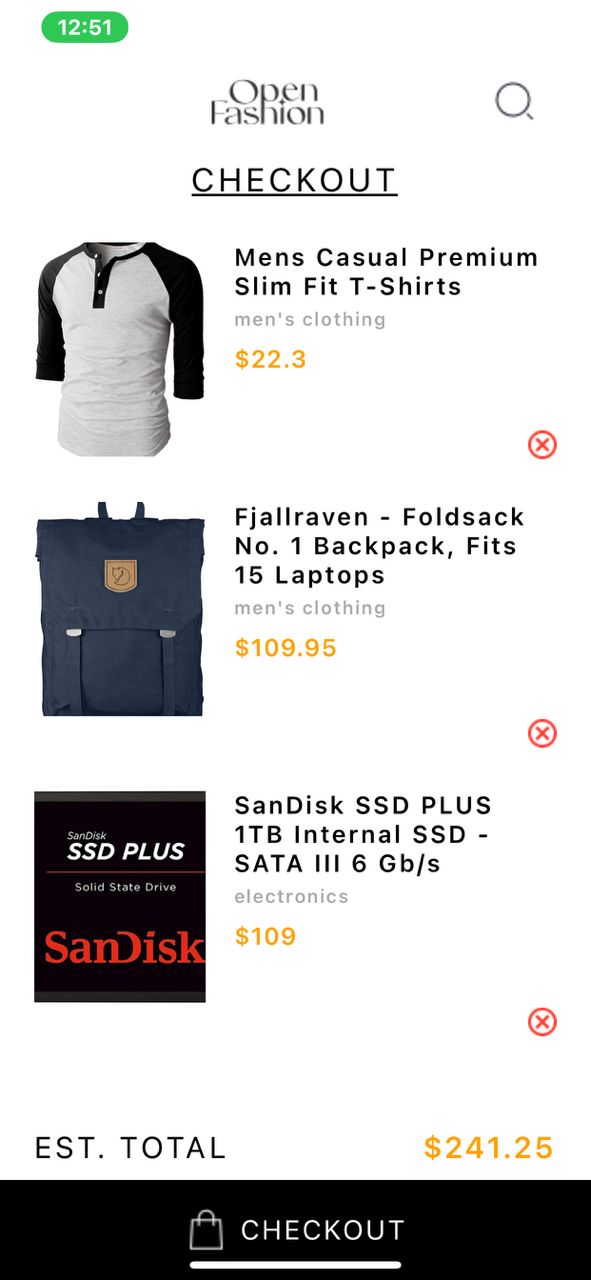 12:51
Open
Fashion
CHECKOUT
Mens Casual Premium
Slim Fit T-Shirts
men's clothing
$22.3
Fjallraven - Foldsack
No. 1 Backpack, Fits
15 Laptops
men's clothing
$109.95
SanDisk
SSD PLUS
Solid State Drive
SanDisk
SanDisk SSD PLUS
1TB Internal SSD -
SATA III 6 Gb/s
electronics
$109
EST. TOTAL $241.25
CHECKOUT